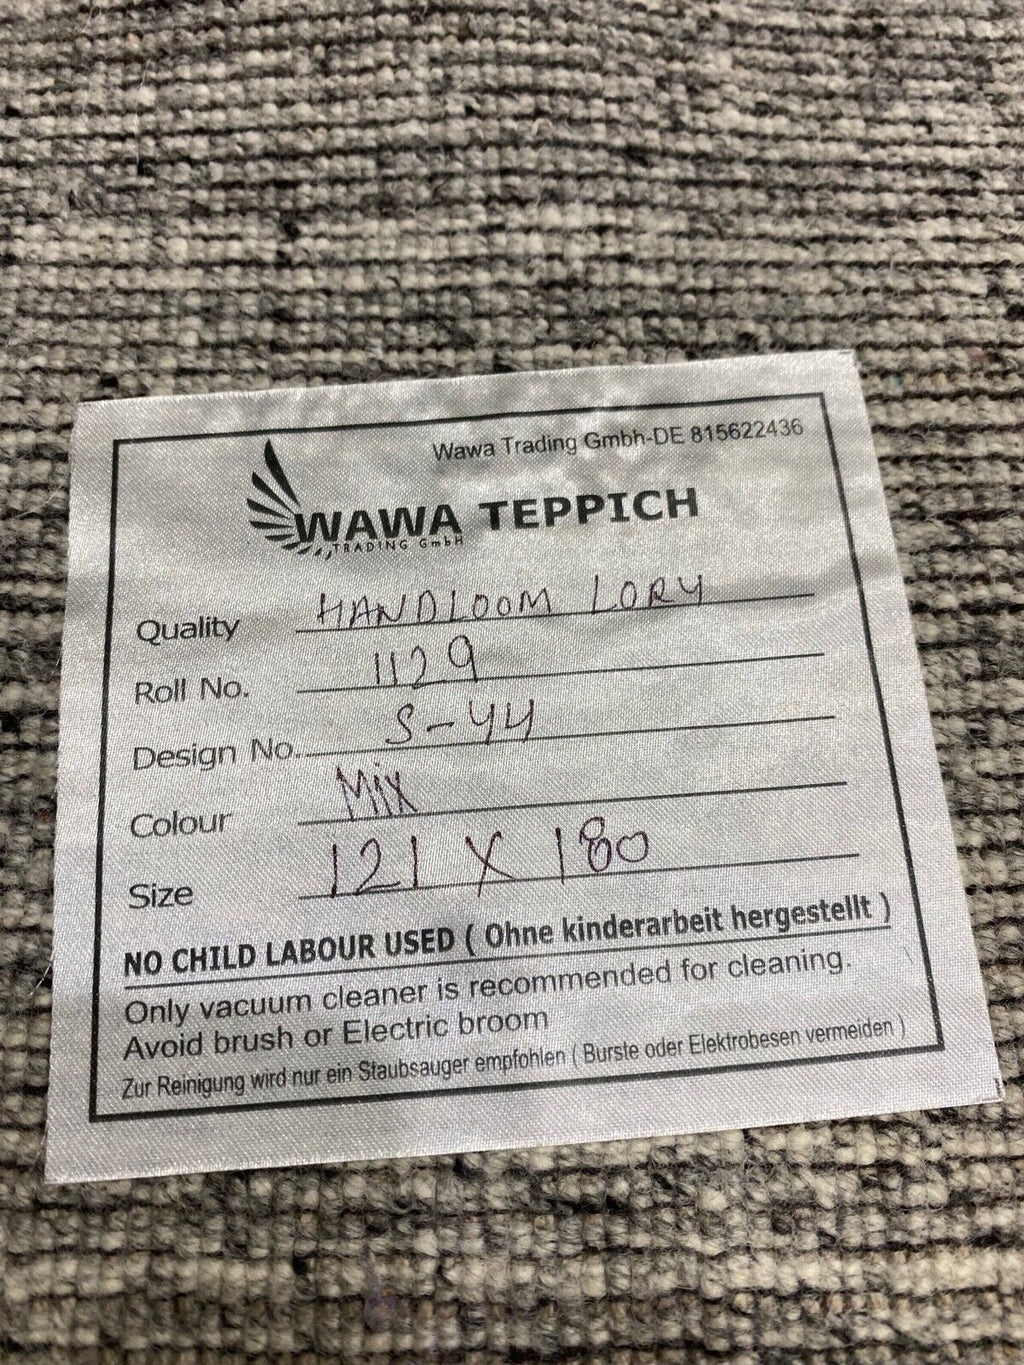 Wawa Trading Gmbh-DE 815622436
WAWA TEPPICH
TRADING GmbH
Quality HANDLOOM LORY
Roll No. 1129
Design No. S-44
Colour Mix
Size 121 X 180
NO CHILD LABOUR USED ( Ohne kinderarbeit hergestellt )
Only vacuum cleaner is recommended for cleaning.
Avoid brush or Electric broom
Zur Reinigung wird nur ein Staubsauger empfohlen ( Burste oder Elektrobesen vermeiden )